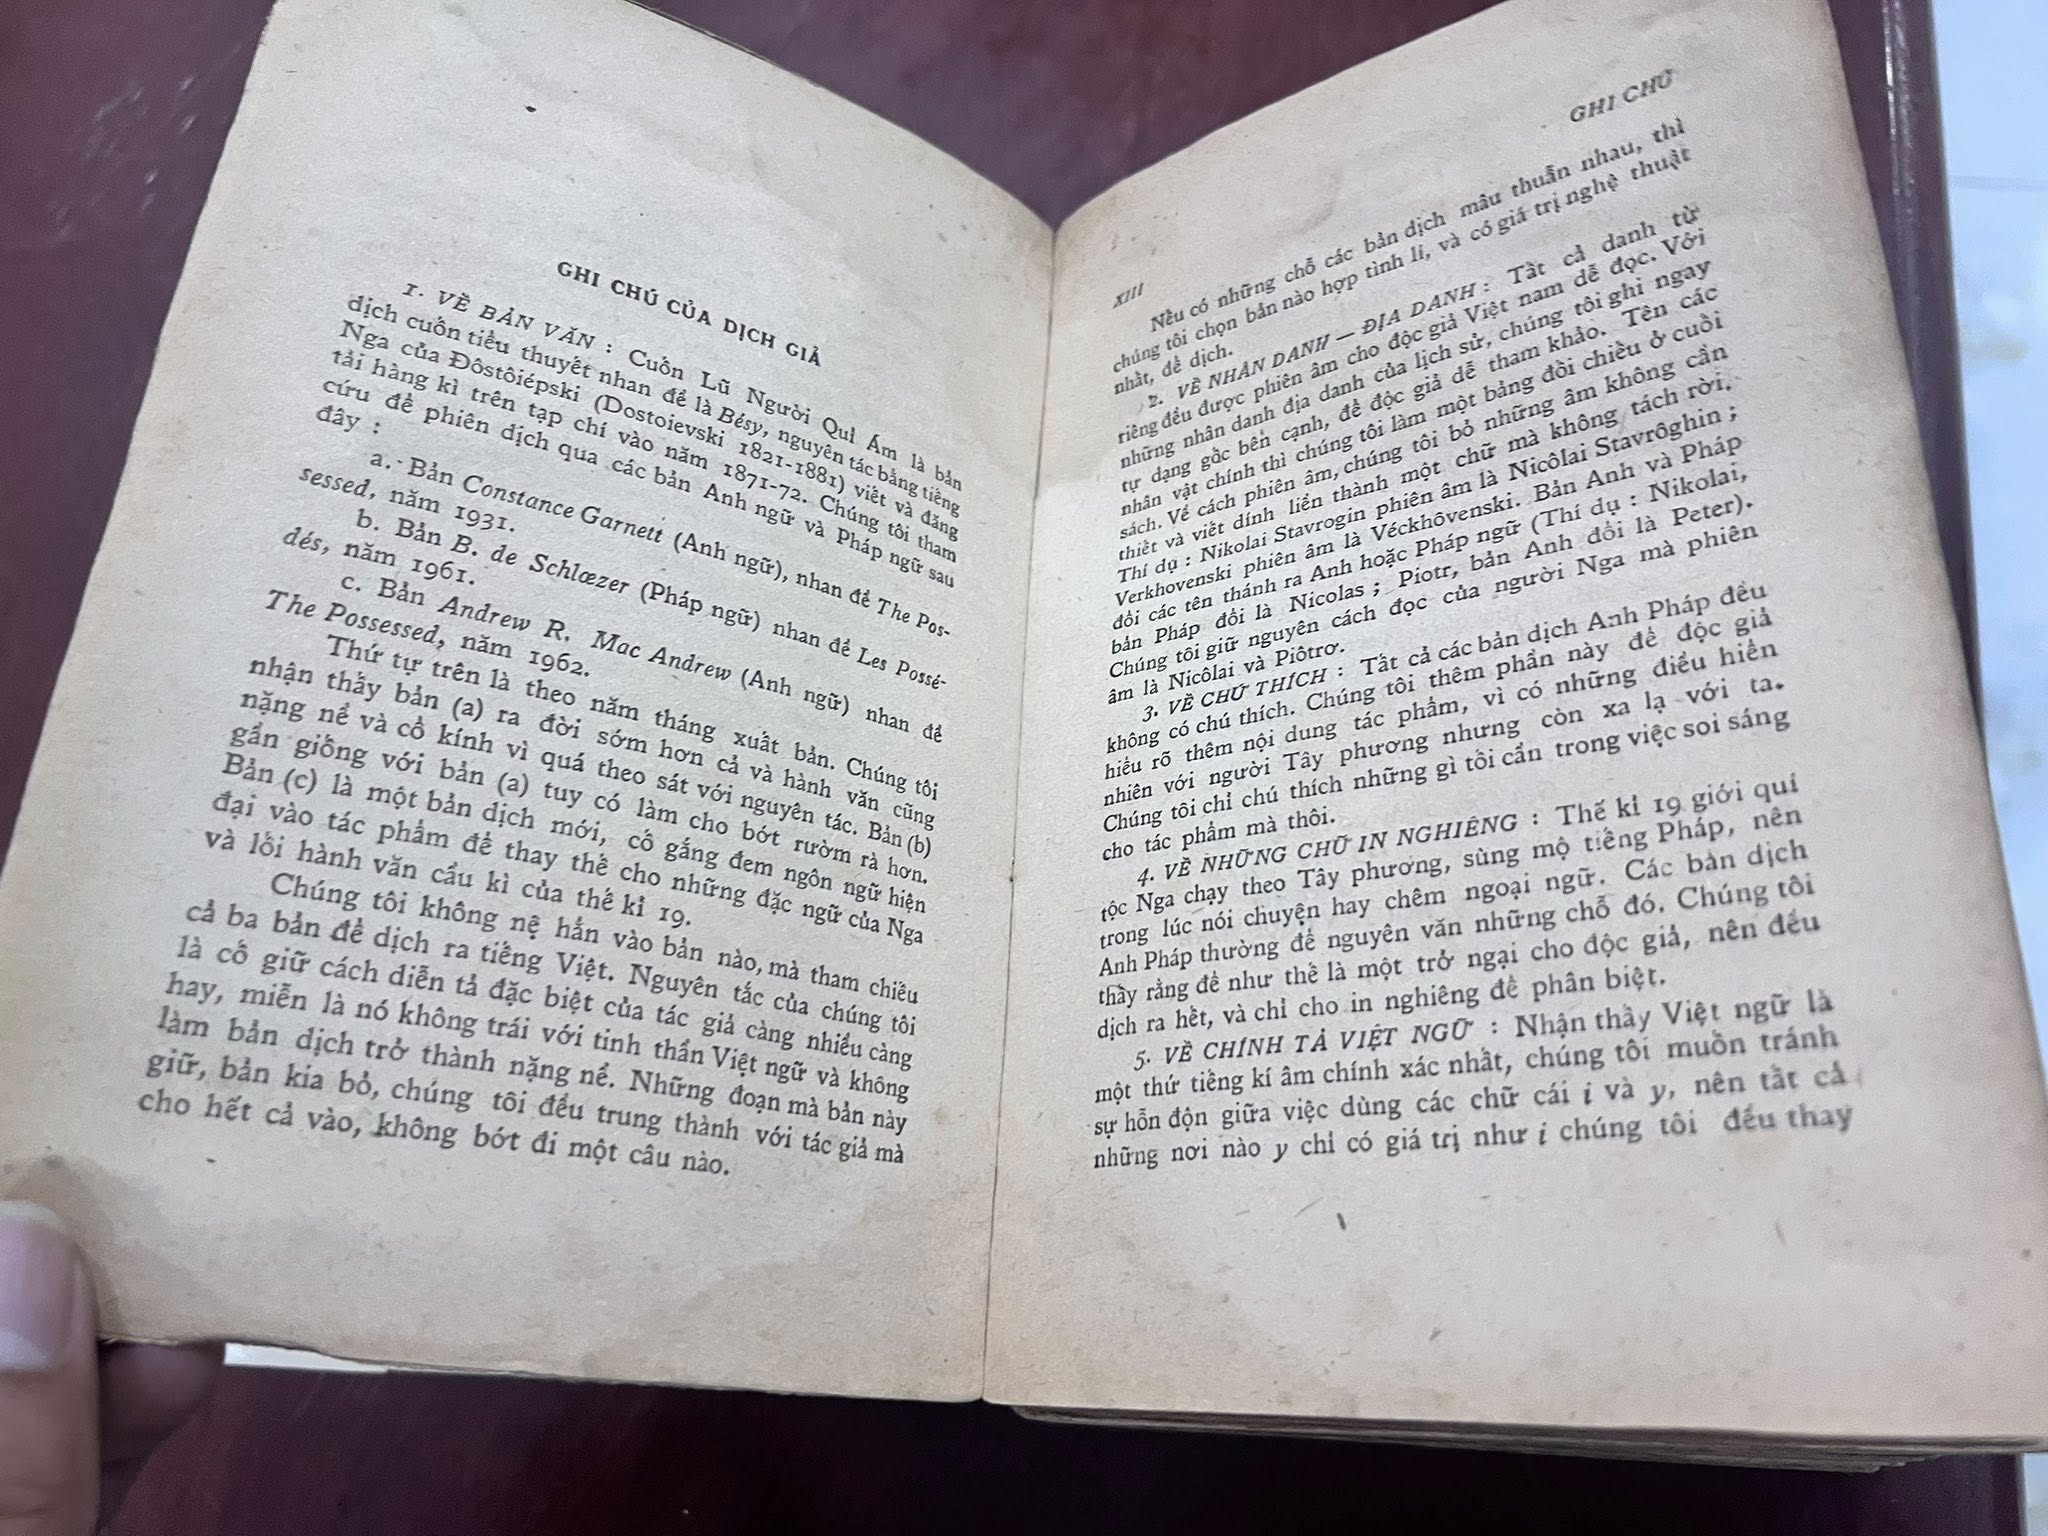 GHI CHÚ CỦA DỊCH GIẢ
1. VỀ BẢN VĂN : Cuốn Lũ Người Quỉ Ám là bản
dịch cuốn tiểu thuyết nhan đề là Bésy, nguyên tác bằng tiếng
Nga của Đôstôiépski (Dostoievski 1821-1881) viết và đăng
tải hàng kì trên tạp chí vào năm 1871-72. Chúng tôi tham
cứu để phiên dịch qua các bản Anh ngữ và Pháp ngữ sau
đây :
a. Bản Constance Garnett (Anh ngữ), nhan đề The Pos-
sessed, năm 1931.
b. Bản B. de Schlœzer (Pháp ngữ) nhan đề Les Possé-
dés, năm 1961.
c. Bản Andrew R. Mac Andrew (Anh ngữ) nhan đề
The Possessed, năm 1962.
Thứ tự trên là theo năm tháng xuất bản. Chúng tôi
nhận thấy bản (a) ra đời sớm hơn cả và hành văn cũng
nặng nề và cổ kính vì quá theo sát với nguyên tác. Bản (b)
gần giống với bản (a) tuy có làm cho bớt rườm rà hơn.
Bản (c) là một bản dịch mới, cố gắng đem ngôn ngữ hiện
đại vào tác phẩm để thay thế cho những đặc ngữ của Nga
và lối hành văn cầu kì của thế kỉ 19.
Chúng tôi không nệ hẳn vào bản nào, mà tham chiếu
cả ba bản để dịch ra tiếng Việt. Nguyên tắc của chúng tôi
là cố giữ cách diễn tả đặc biệt của tác giả càng nhiều càng
hay, miễn là nó không trái với tinh thần Việt ngữ và không
làm bản dịch trở thành nặng nề. Những đoạn mà bản này
giữ, bản kia bỏ, chúng tôi đều trung thành với tác giả mà
cho hết cả vào, không bớt đi một câu nào.
XIII
GHI CHÚ
Nếu có những chỗ các bản dịch mâu thuẫn nhau, thì
chúng tôi chọn bản nào hợp tình lí, và có giá trị nghệ thuật
nhất, để dịch.
2. VỀ NHÂN DANH — ĐỊA DANH : Tất cả danh từ
riêng đều được phiên âm cho độc giả Việt nam dễ đọc. Với
những nhân danh địa danh của lịch sử, chúng tôi ghi ngay
tự dạng gốc bên cạnh, để độc giả dễ tham khảo. Tên các
nhân vật chính thì chúng tôi làm một bảng đối chiếu ở cuối
sách. Về cách phiên âm, chúng tôi bỏ những âm không cần
thiết và viết dính liền thành một chữ mà không tách rời.
Thí dụ : Nikolai Stavrogin phiên âm là Nicôlai Stavrôghin ;
Verkhovenski phiên âm là Véckhôvenski. Bản Anh và Pháp
đổi các tên thánh ra Anh hoặc Pháp ngữ (Thí dụ : Nikolai,
bản Pháp đổi là Nicolas ; Piotr, bản Anh đổi là Peter).
Chúng tôi giữ nguyên cách đọc của người Nga mà phiên
âm là Nicôlai và Piôtrơ.
3. VỀ CHÚ THÍCH : Tất cả các bản dịch Anh Pháp đều
không có chú thích. Chúng tôi thêm phần này để độc giả
hiểu rõ thêm nội dung tác phẩm, vì có những điều hiển
nhiên với người Tây phương nhưng còn xa lạ với ta.
Chúng tôi chỉ chú thích những gì tối cần trong việc soi sáng
cho tác phẩm mà thôi.
4. VỀ NHỮNG CHỮ IN NGHIÊNG : Thế kỉ 19 giới quí
tộc Nga chạy theo Tây phương, sùng mộ tiếng Pháp, nên
trong lúc nói chuyện hay chêm ngoại ngữ. Các bản dịch
Anh Pháp thường để nguyên văn những chỗ đó. Chúng tôi
thấy rằng để như thế là một trở ngại cho độc giả, nên đều
dịch ra hết, và chỉ cho in nghiêng để phân biệt.
5. VỀ CHÍNH TẢ VIỆT NGỮ : Nhận thấy Việt ngữ là
một thứ tiếng kí âm chính xác nhất, chúng tôi muốn tránh
sự hỗn độn giữa việc dùng các chữ cái i và y, nên tất cả
những nơi nào y chỉ có giá trị như i chúng tôi đều thay